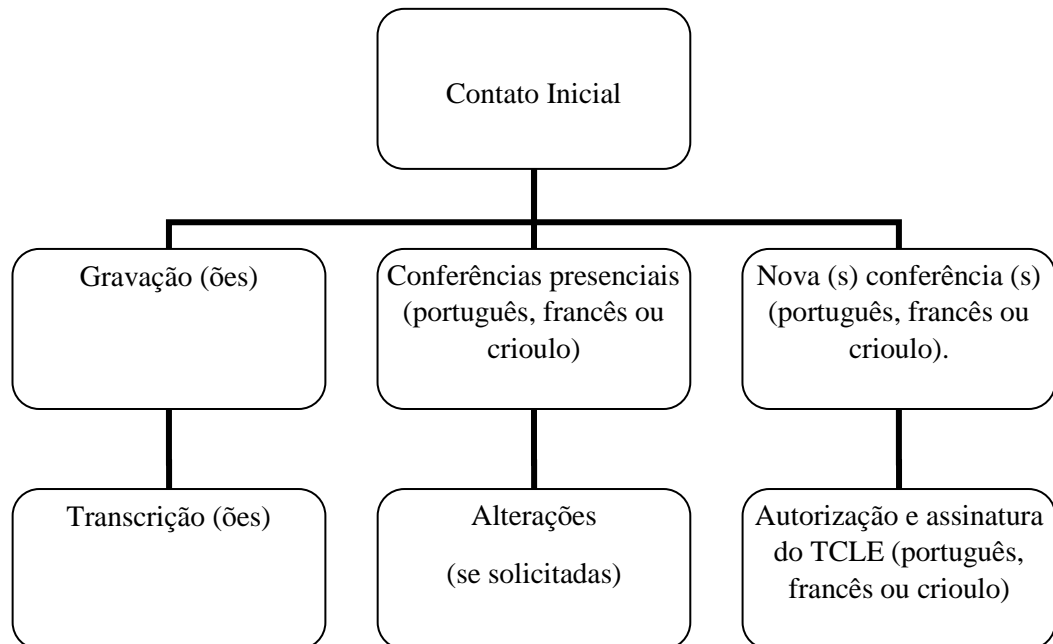 Contato Inicial
Gravação (ões)
Conferências presenciais
(português, francês ou
crioulo)
Nova (s) conferência (s)
(português, francês ou
crioulo).
Transcrição (ões)
Alterações
(se solicitadas)
Autorização e assinatura
do TCLE (português,
francês ou crioulo)